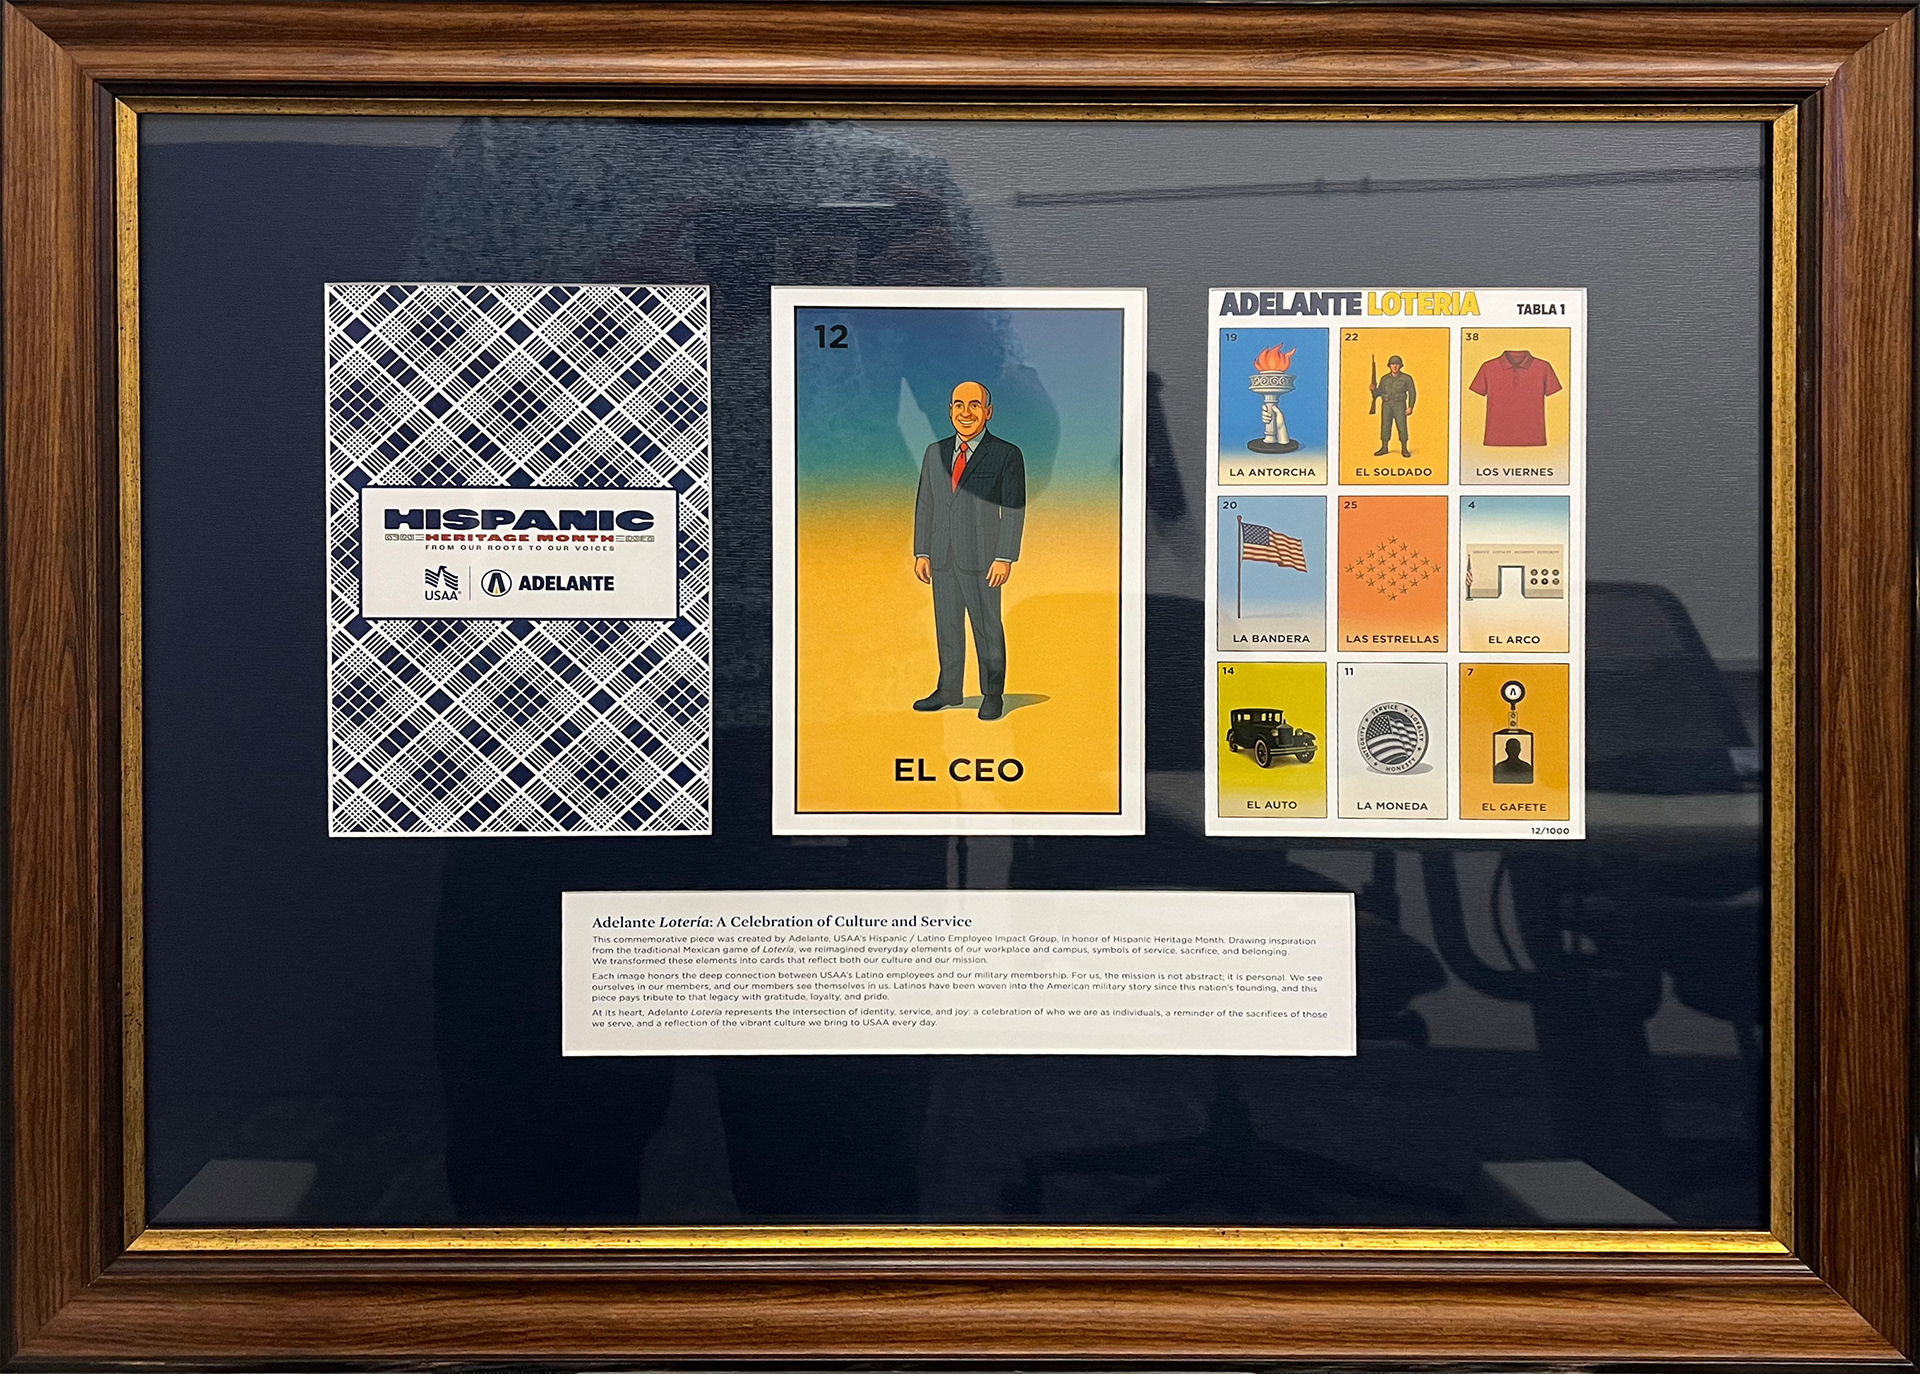 HISPANIC
HERITAGE MONTH
FROM OUR ROOTS TO OUR VOICES
USAA® ADELANTE
12
EL CEO
ADELANTE LOTERIA TABLA 1
19 22 38
LA ANTORCHA EL SOLDADO LOS VIERNES
20 25 4
SERVICE LOYALTY HONESTY INTEGRITY
LA BANDERA LAS ESTRELLAS EL ARCO
14 11 7
SERVICE LOYALTY HONESTY INTEGRITY
EL AUTO LA MONEDA EL GAFETE
12/1000
Adelante Lotería: A Celebration of Culture and Service
This commemorative piece was created by Adelante, USAA's Hispanic / Latino Employee Impact Group, in honor of Hispanic Heritage Month. Drawing inspiration
from the traditional Mexican game of Lotería, we reimagined everyday elements of our workplace and campus, symbols of service, sacrifice, and belonging.
We transformed these elements into cards that reflect both our culture and our mission.
Each image honors the deep connection between USAA's Latino employees and our military membership. For us, the mission is not abstract; it is personal. We see
ourselves in our members, and our members see themselves in us. Latinos have been woven into the American military story since this nation's founding, and this
piece pays tribute to that legacy with gratitude, loyalty, and pride.
At its heart, Adelante Lotería represents the intersection of identity, service, and joy: a celebration of who we are as individuals, a reminder of the sacrifices of those
we serve, and a reflection of the vibrant culture we bring to USAA every day.